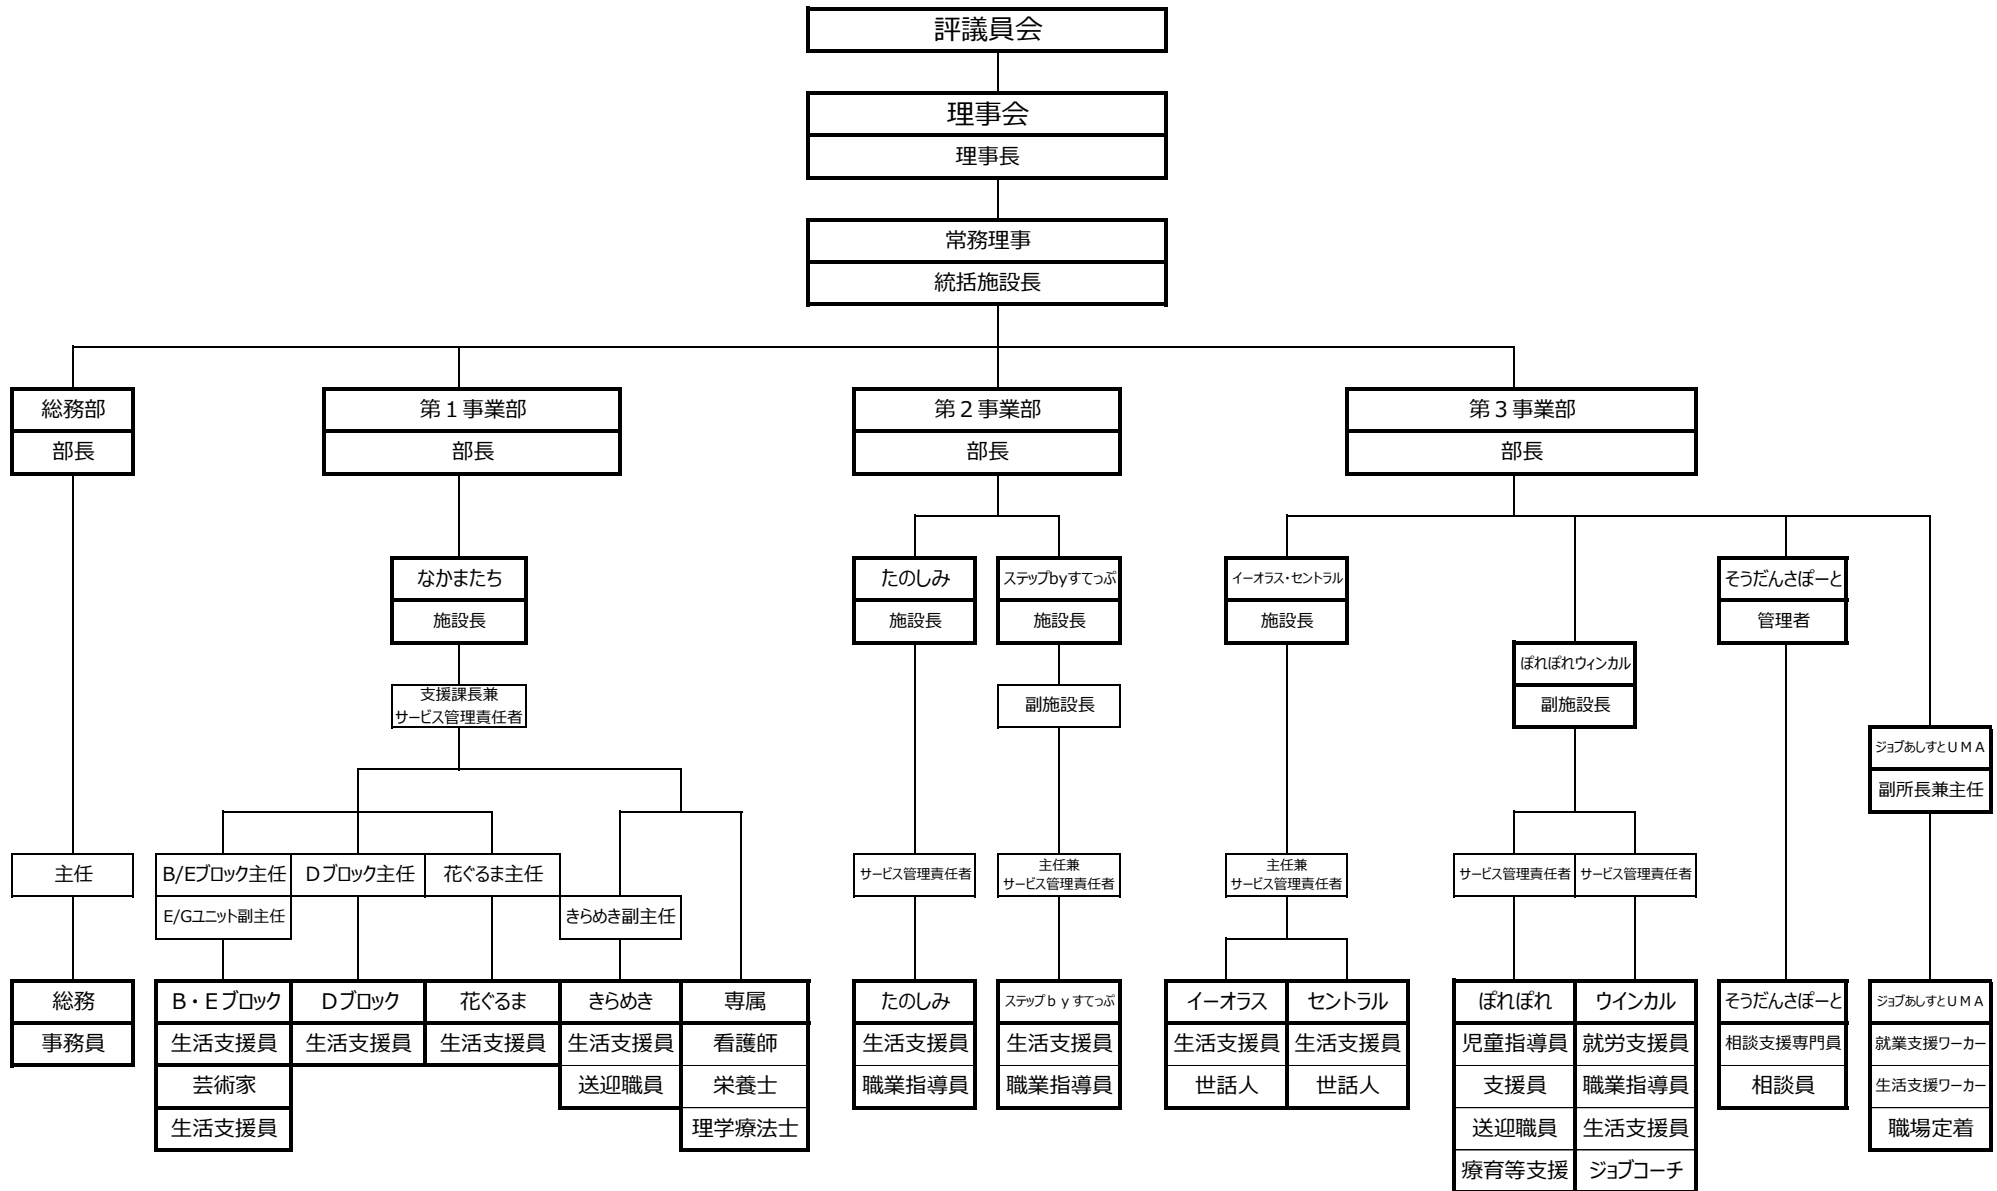 評議員会
理事会
理事長
常務理事
統括施設長
総務部
第１事業部
第２事業部
第３事業部
部長
部長
部長
部長
なかまたち
たのしみ
ステップbyすてっぷ
イーオラス・セントラル
そうだんさぽーと
施設長
施設長
施設長
施設長
管理者
ぽれぽれウィンカル
支援課長兼
サービス管理責任者
副施設長
副施設長
ジョブあしすとＵＭＡ
副所長兼主任
主任
B/Eブロック主任
Ｄブロック主任
花ぐるま主任
サービス管理責任者
主任兼
サービス管理責任者
主任兼
サービス管理責任者
サービス管理責任者
サービス管理責任者
E/Gユニット副主任
きらめき副主任
総務
Ｂ・Ｅブロック
Ｄブロック
花ぐるま
きらめき
専属
たのしみ
ステップｂｙすてっぷ
イーオラス
セントラル
ぽれぽれ
ウインカル
そうだんさぽーと
ジョブあしすとＵＭＡ
事務員
生活支援員
生活支援員
生活支援員
生活支援員
看護師
生活支援員
生活支援員
生活支援員
生活支援員
児童指導員
就労支援員
相談支援専門員
就業支援ワーカー
芸術家
送迎職員
栄養士
職業指導員
職業指導員
世話人
世話人
支援員
職業指導員
相談員
生活支援ワーカー
生活支援員
理学療法士
送迎職員
生活支援員
職場定着
療育等支援
ジョブコーチ